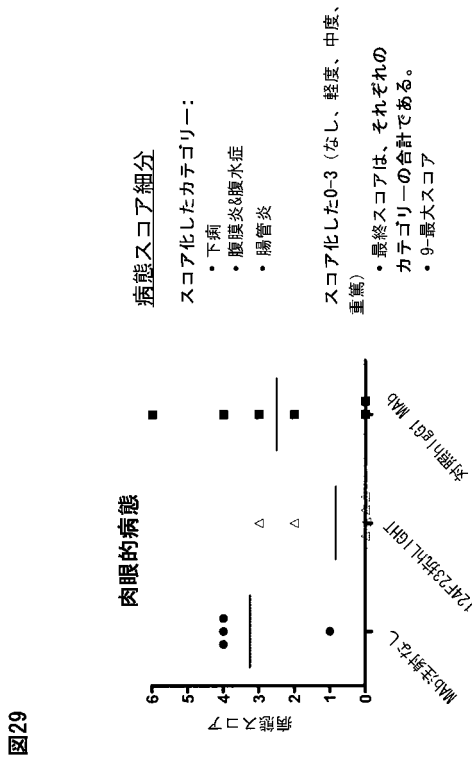 図29
肉眼的病態
病態スコア
6
5
4
3
2
1
0
MAb注射なし
124F23抗hLIGHT
対照hIgG1 MAb
病態スコア細分
スコア化したカテゴリー:
• 下痢
• 腹膜炎&腹水症
• 腸管炎
スコア化した0-3（なし、軽度、中度、
重篤）
• 最終スコアは、それぞれの
カテゴリーの合計である。
• 9-最大スコア